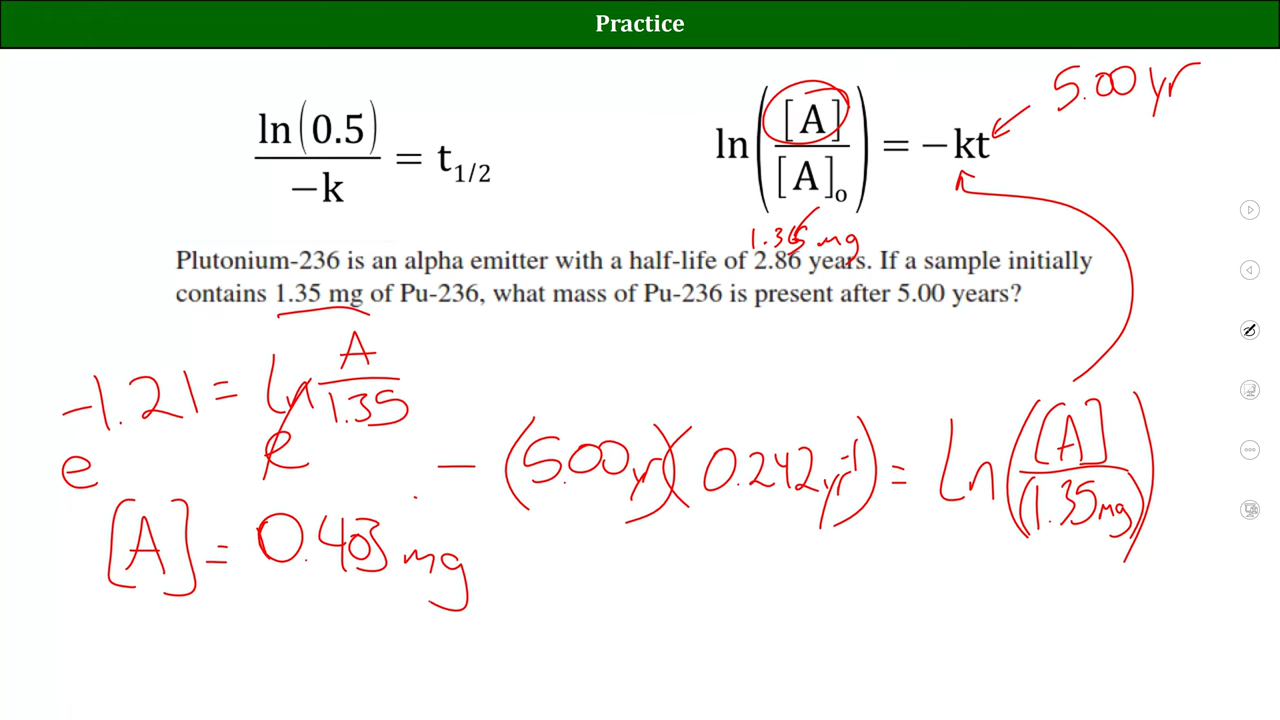 Practice
ln(0.5) / −k = t1/2
ln([A] / [A]o) = −kt
5.00 yr
1.35 mg
Plutonium-236 is an alpha emitter with a half-life of 2.86 years. If a sample initially
contains 1.35 mg of Pu-236, what mass of Pu-236 is present after 5.00 years?
-1.21 = ln A / 1.35
e e
- (5.00 yr)(0.242 yr⁻¹) = ln([A] / (1.35 mg))
[A] = 0.403 mg